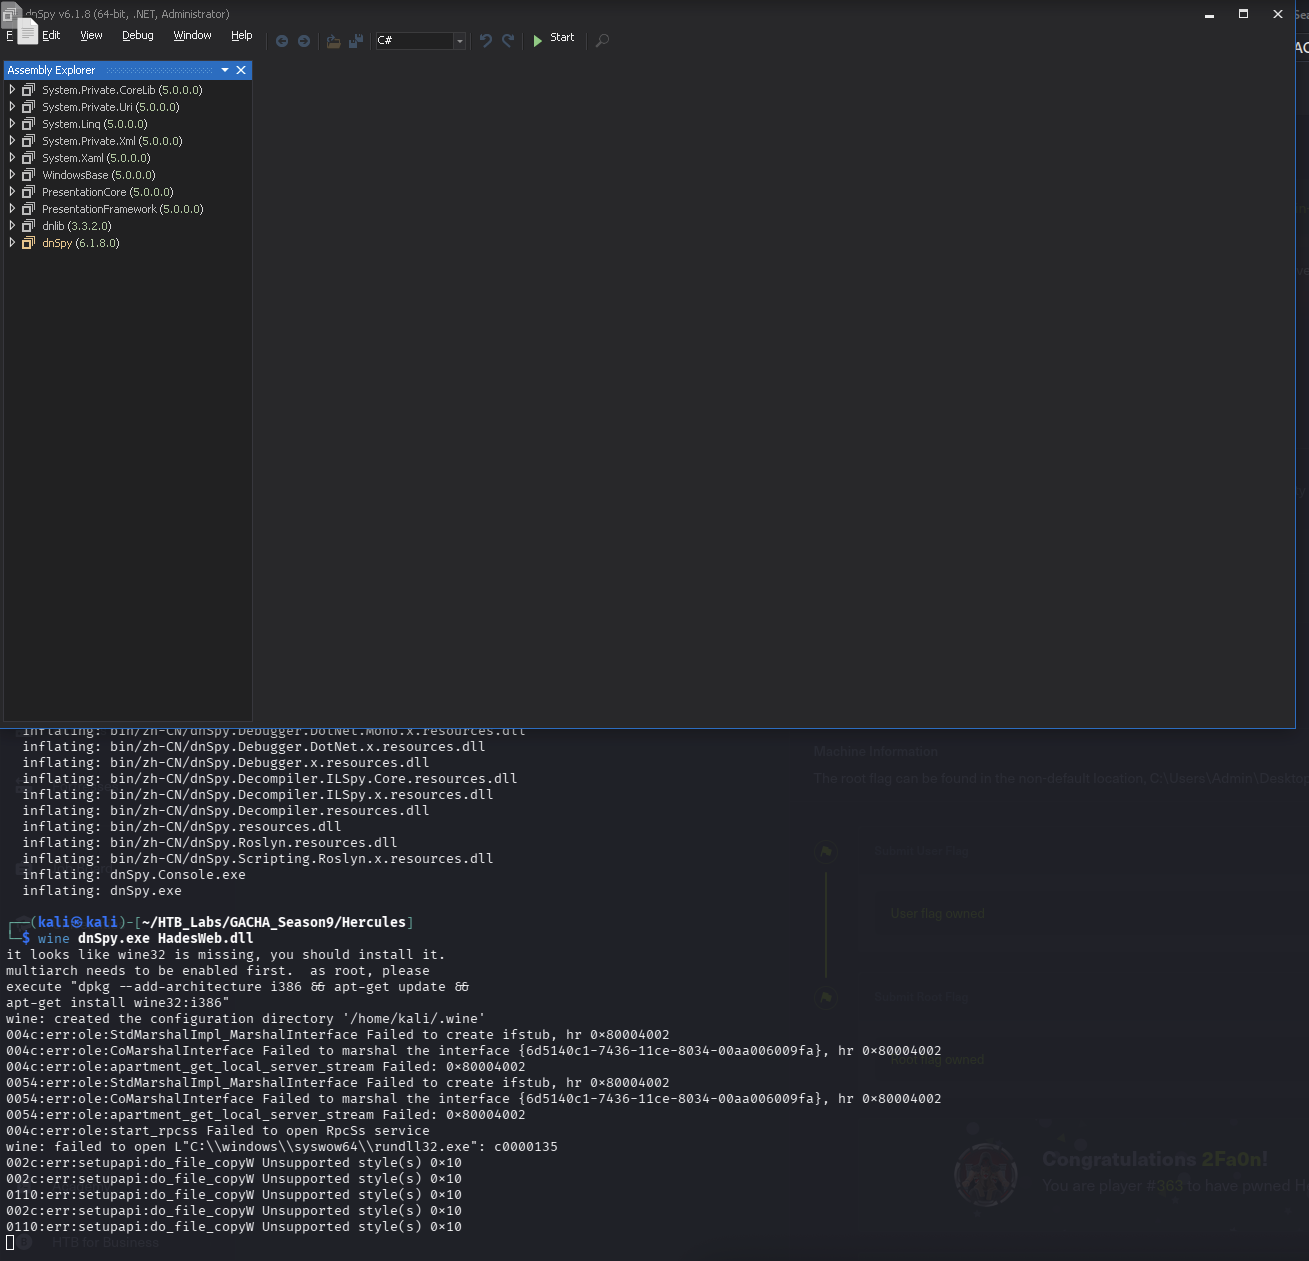 dnSpy v6.1.8 (64-bit, .NET, Administrator)
F Edit View Debug Window Help C# Start
Assembly Explorer
System.Private.CoreLib (5.0.0.0)
System.Private.Uri (5.0.0.0)
System.Linq (5.0.0.0)
System.Private.Xml (5.0.0.0)
System.Xaml (5.0.0.0)
WindowsBase (5.0.0.0)
PresentationCore (5.0.0.0)
PresentationFramework (5.0.0.0)
dnlib (3.3.2.0)
dnSpy (6.1.8.0)
inflating: bin/zh-CN/dnSpy.Debugger.DotNet.Mono.x.resources.dll
inflating: bin/zh-CN/dnSpy.Debugger.DotNet.x.resources.dll
inflating: bin/zh-CN/dnSpy.Debugger.x.resources.dll
inflating: bin/zh-CN/dnSpy.Decompiler.ILSpy.Core.resources.dll
inflating: bin/zh-CN/dnSpy.Decompiler.ILSpy.x.resources.dll
inflating: bin/zh-CN/dnSpy.Decompiler.resources.dll
inflating: bin/zh-CN/dnSpy.resources.dll
inflating: bin/zh-CN/dnSpy.Roslyn.resources.dll
inflating: bin/zh-CN/dnSpy.Scripting.Roslyn.x.resources.dll
inflating: dnSpy.Console.exe
inflating: dnSpy.exe
┌──(kali㉿kali)-[~/HTB_Labs/GACHA_Season9/Hercules]
└─$ wine dnSpy.exe HadesWeb.dll
it looks like wine32 is missing, you should install it.
multiarch needs to be enabled first.  as root, please
execute "dpkg --add-architecture i386 && apt-get update &&
apt-get install wine32:i386"
wine: created the configuration directory '/home/kali/.wine'
004c:err:ole:StdMarshalImpl_MarshalInterface Failed to create ifstub, hr 0×80004002
004c:err:ole:CoMarshalInterface Failed to marshal the interface {6d5140c1-7436-11ce-8034-00aa006009fa}, hr 0×80004002
004c:err:ole:apartment_get_local_server_stream Failed: 0×80004002
0054:err:ole:StdMarshalImpl_MarshalInterface Failed to create ifstub, hr 0×80004002
0054:err:ole:CoMarshalInterface Failed to marshal the interface {6d5140c1-7436-11ce-8034-00aa006009fa}, hr 0×80004002
0054:err:ole:apartment_get_local_server_stream Failed: 0×80004002
004c:err:ole:start_rpcss Failed to open RpcSs service
wine: failed to open L"C:\\windows\\syswow64\\rundll32.exe": c0000135
002c:err:setupapi:do_file_copyW Unsupported style(s) 0×10
002c:err:setupapi:do_file_copyW Unsupported style(s) 0×10
0110:err:setupapi:do_file_copyW Unsupported style(s) 0×10
002c:err:setupapi:do_file_copyW Unsupported style(s) 0×10
0110:err:setupapi:do_file_copyW Unsupported style(s) 0×10
HTB for Business
Machine Information
The root flag can be found in the non-default location, C:\Users\Admin\Desktop
Submit User Flag
User flag owned
Submit Root Flag
Root flag owned
Congratulations 2Fa0n!
You are player #363 to have pwned